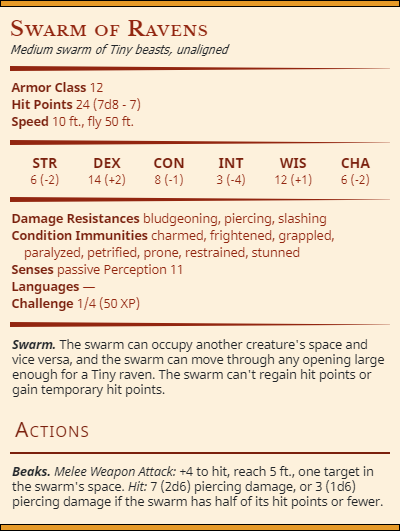 Swarm of Ravens
Medium swarm of Tiny beasts, unaligned
Armor Class 12
Hit Points 24 (7d8 - 7)
Speed 10 ft., fly 50 ft.
STR DEX CON INT WIS CHA
6 (-2) 14 (+2) 8 (-1) 3 (-4) 12 (+1) 6 (-2)
Damage Resistances bludgeoning, piercing, slashing
Condition Immunities charmed, frightened, grappled,
paralyzed, petrified, prone, restrained, stunned
Senses passive Perception 11
Languages —
Challenge 1/4 (50 XP)
Swarm. The swarm can occupy another creature's space and
vice versa, and the swarm can move through any opening large
enough for a Tiny raven. The swarm can't regain hit points or
gain temporary hit points.
Actions
Beaks. Melee Weapon Attack: +4 to hit, reach 5 ft., one target in
the swarm's space. Hit: 7 (2d6) piercing damage, or 3 (1d6)
piercing damage if the swarm has half of its hit points or fewer.